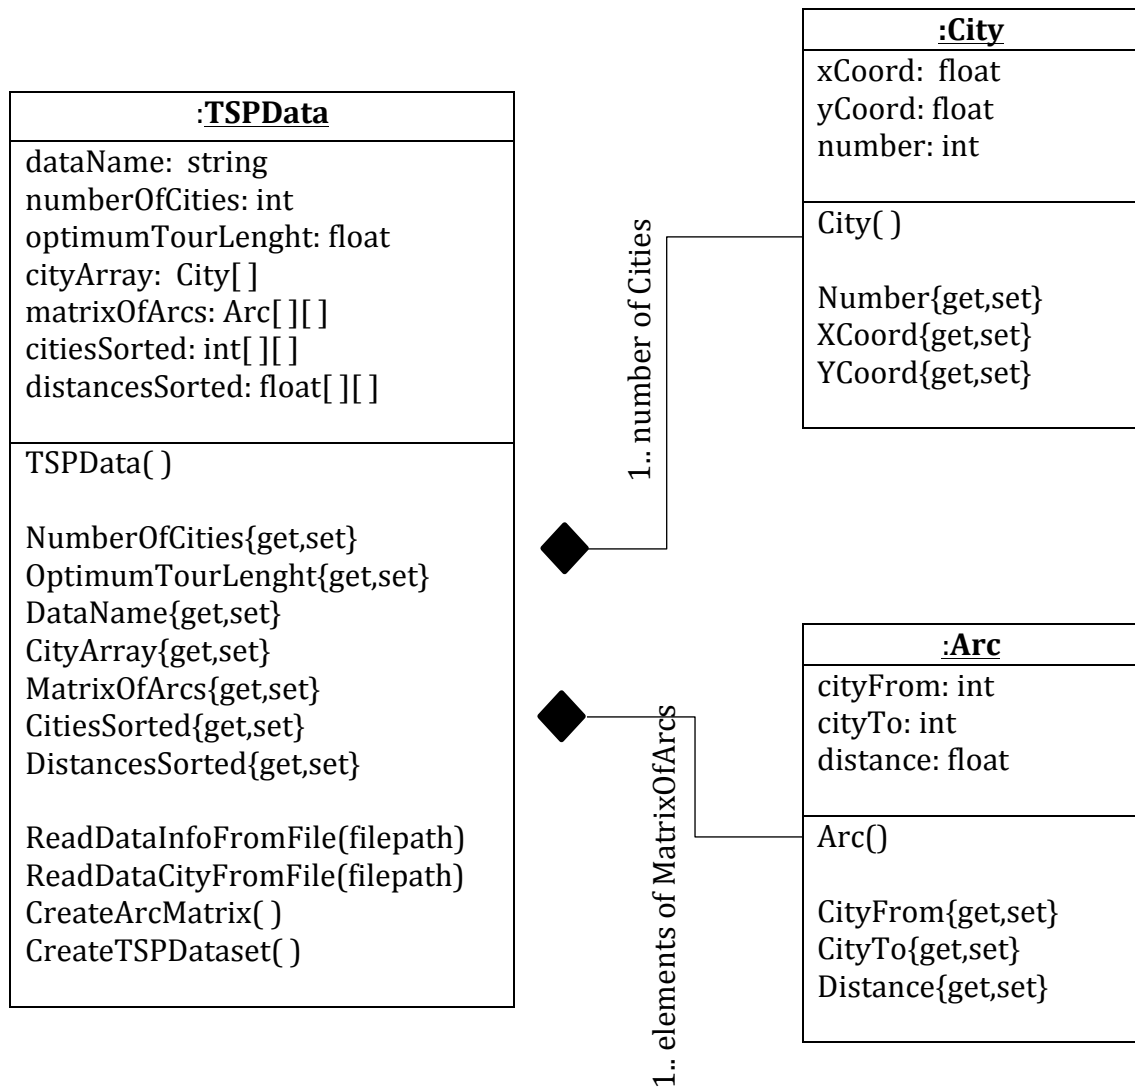 :TSPData
dataName: string
numberOfCities: int
optimumTourLenght: float
cityArray: City[ ]
matrixOfArcs: Arc[ ][ ]
citiesSorted: int[ ][ ]
distancesSorted: float[ ][ ]
TSPData( )
NumberOfCities{get,set}
OptimumTourLenght{get,set}
DataName{get,set}
CityArray{get,set}
MatrixOfArcs{get,set}
CitiesSorted{get,set}
DistancesSorted{get,set}
ReadDataInfoFromFile(filepath)
ReadDataCityFromFile(filepath)
CreateArcMatrix( )
CreateTSPDataset( )
1.. number of Cities
1.. elements of MatrixOfArcs
:City
xCoord: float
yCoord: float
number: int
City( )
Number{get,set}
XCoord{get,set}
YCoord{get,set}
:Arc
cityFrom: int
cityTo: int
distance: float
Arc()
CityFrom{get,set}
CityTo{get,set}
Distance{get,set}